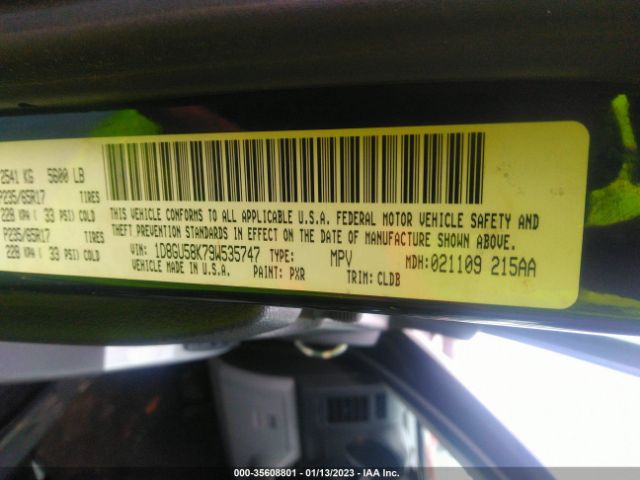 2541 KG 5600 LB
P235/65R17 TIRES
228 KPA ( 33 PSI) COLD
P235/65R17 TIRES
228 KPA ( 33 PSI) COLD
THIS VEHICLE CONFORMS TO ALL APPLICABLE U.S.A. FEDERAL MOTOR VEHICLE SAFETY AND
THEFT PREVENTION STANDARDS IN EFFECT ON THE DATE OF MANUFACTURE SHOWN ABOVE.
VIN: 1D8GU58K79W535747 TYPE: MPV MDH: 021109 215AA
VEHICLE MADE IN U.S.A. PAINT: PXR TRIM: CLDB
000-35608801 - 01/13/2023 - IAA Inc.